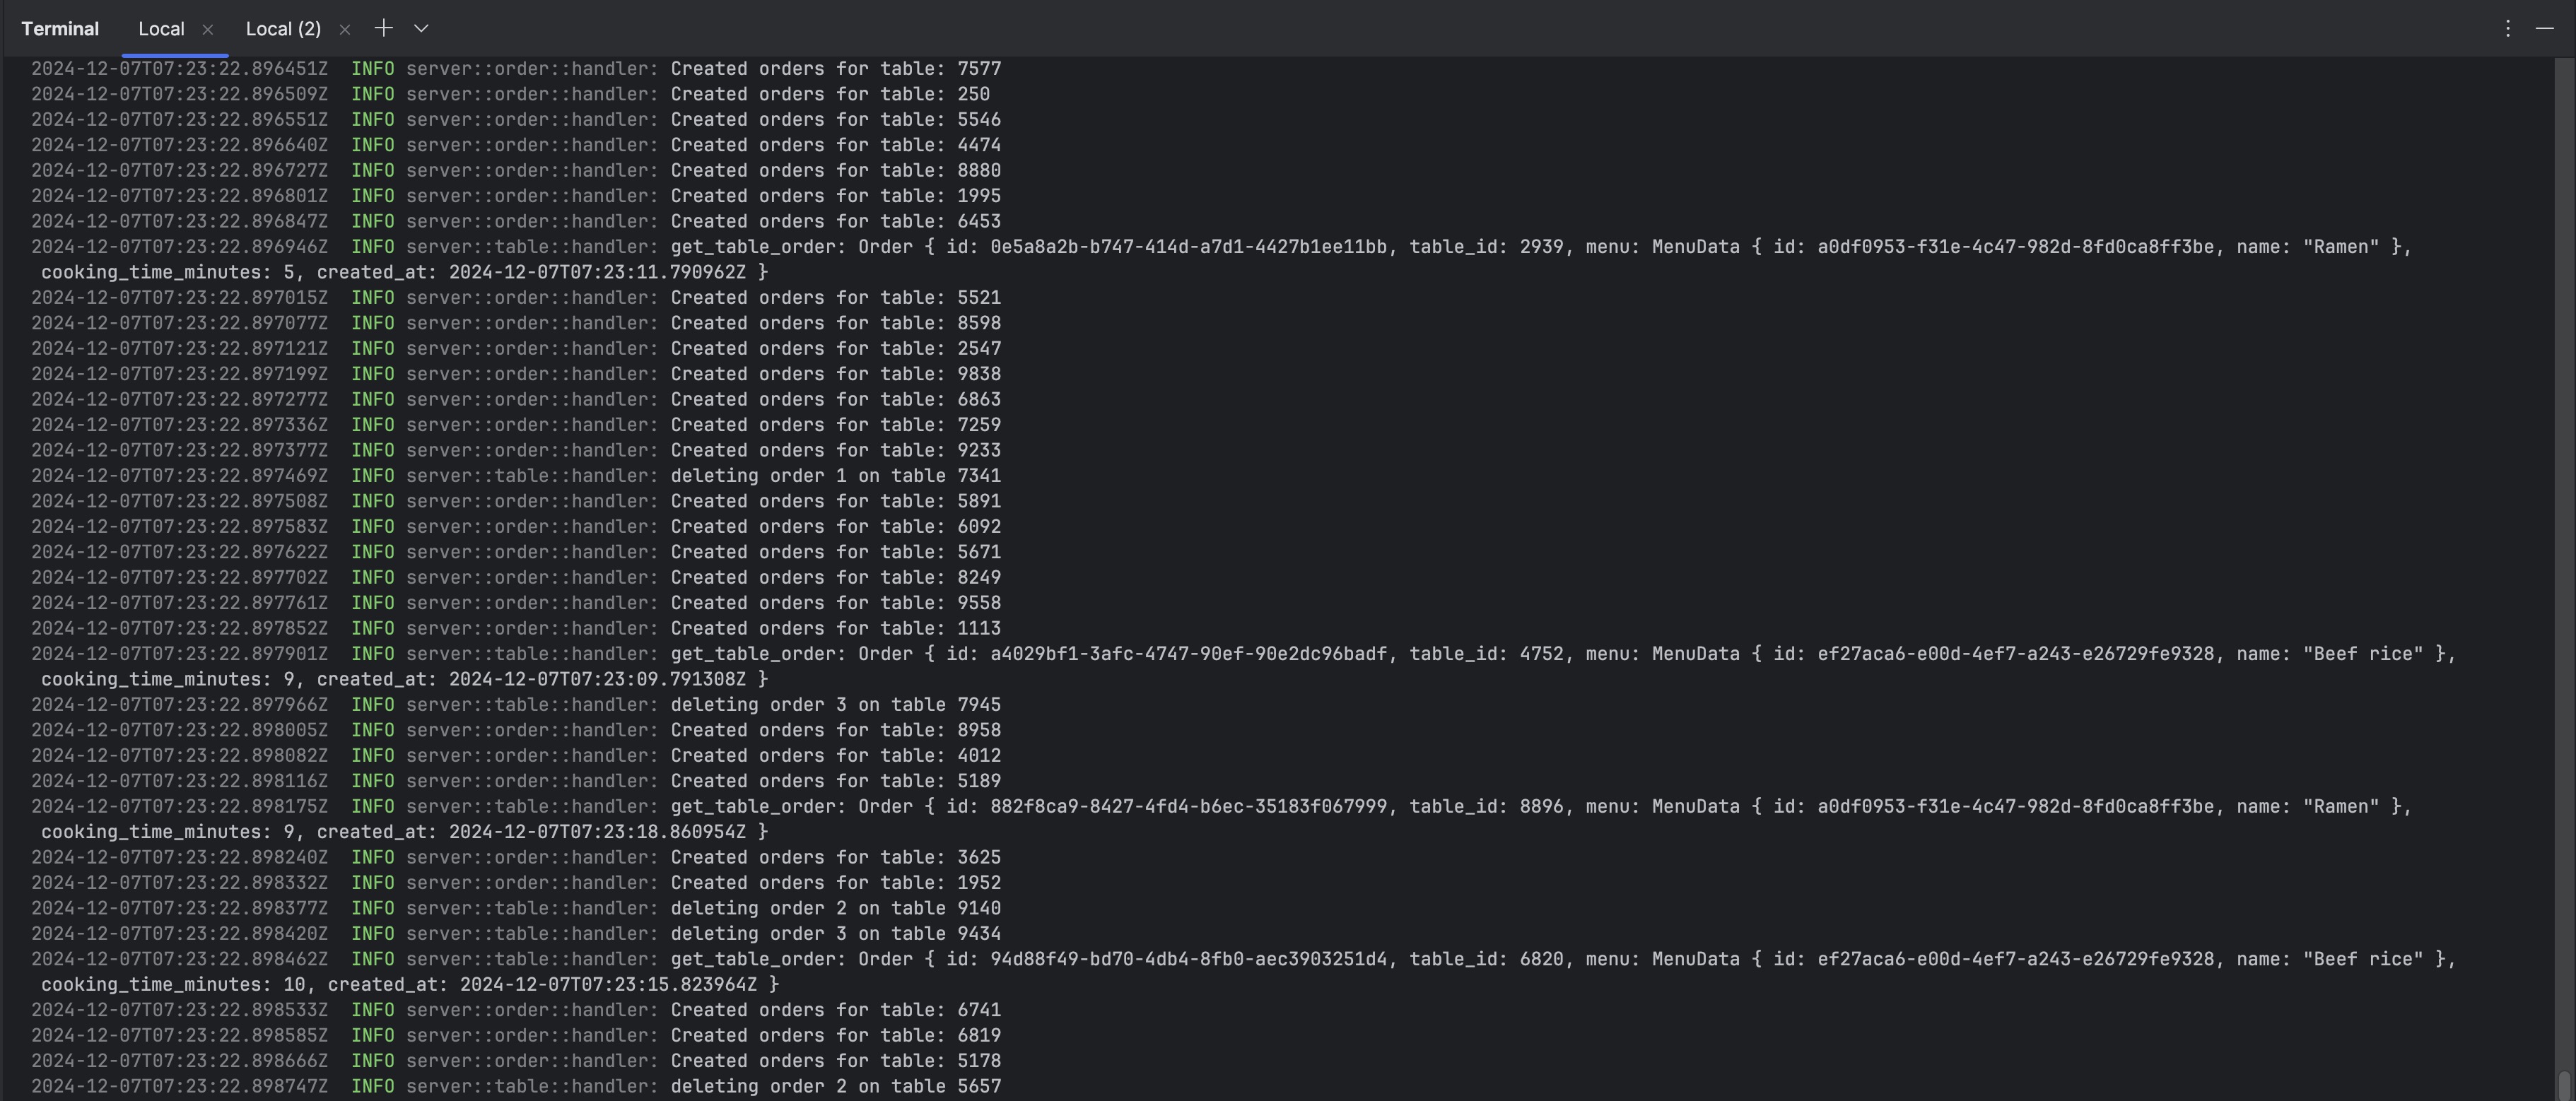 Terminal Local Local (2)
2024-12-07T07:23:22.896451Z  INFO server::order::handler: Created orders for table: 7577
2024-12-07T07:23:22.896509Z  INFO server::order::handler: Created orders for table: 250
2024-12-07T07:23:22.896551Z  INFO server::order::handler: Created orders for table: 5546
2024-12-07T07:23:22.896640Z  INFO server::order::handler: Created orders for table: 4474
2024-12-07T07:23:22.896727Z  INFO server::order::handler: Created orders for table: 8880
2024-12-07T07:23:22.896801Z  INFO server::order::handler: Created orders for table: 1995
2024-12-07T07:23:22.896847Z  INFO server::order::handler: Created orders for table: 6453
2024-12-07T07:23:22.896946Z  INFO server::table::handler: get_table_order: Order { id: 0e5a8a2b-b747-414d-a7d1-4427b1ee11bb, table_id: 2939, menu: MenuData { id: a0df0953-f31e-4c47-982d-8fd0ca8ff3be, name: "Ramen" },
cooking_time_minutes: 5, created_at: 2024-12-07T07:23:11.790962Z }
2024-12-07T07:23:22.897015Z  INFO server::order::handler: Created orders for table: 5521
2024-12-07T07:23:22.897077Z  INFO server::order::handler: Created orders for table: 8598
2024-12-07T07:23:22.897121Z  INFO server::order::handler: Created orders for table: 2547
2024-12-07T07:23:22.897199Z  INFO server::order::handler: Created orders for table: 9838
2024-12-07T07:23:22.897277Z  INFO server::order::handler: Created orders for table: 6863
2024-12-07T07:23:22.897336Z  INFO server::order::handler: Created orders for table: 7259
2024-12-07T07:23:22.897377Z  INFO server::order::handler: Created orders for table: 9233
2024-12-07T07:23:22.897469Z  INFO server::table::handler: deleting order 1 on table 7341
2024-12-07T07:23:22.897508Z  INFO server::order::handler: Created orders for table: 5891
2024-12-07T07:23:22.897583Z  INFO server::order::handler: Created orders for table: 6092
2024-12-07T07:23:22.897622Z  INFO server::order::handler: Created orders for table: 5671
2024-12-07T07:23:22.897702Z  INFO server::order::handler: Created orders for table: 8249
2024-12-07T07:23:22.897761Z  INFO server::order::handler: Created orders for table: 9558
2024-12-07T07:23:22.897852Z  INFO server::order::handler: Created orders for table: 1113
2024-12-07T07:23:22.897901Z  INFO server::table::handler: get_table_order: Order { id: a4029bf1-3afc-4747-90ef-90e2dc96badf, table_id: 4752, menu: MenuData { id: ef27aca6-e00d-4ef7-a243-e26729fe9328, name: "Beef rice" },
cooking_time_minutes: 9, created_at: 2024-12-07T07:23:09.791308Z }
2024-12-07T07:23:22.897966Z  INFO server::table::handler: deleting order 3 on table 7945
2024-12-07T07:23:22.898005Z  INFO server::order::handler: Created orders for table: 8958
2024-12-07T07:23:22.898082Z  INFO server::order::handler: Created orders for table: 4012
2024-12-07T07:23:22.898116Z  INFO server::order::handler: Created orders for table: 5189
2024-12-07T07:23:22.898175Z  INFO server::table::handler: get_table_order: Order { id: 882f8ca9-8427-4fd4-b6ec-35183f067999, table_id: 8896, menu: MenuData { id: a0df0953-f31e-4c47-982d-8fd0ca8ff3be, name: "Ramen" },
cooking_time_minutes: 9, created_at: 2024-12-07T07:23:18.860954Z }
2024-12-07T07:23:22.898240Z  INFO server::order::handler: Created orders for table: 3625
2024-12-07T07:23:22.898332Z  INFO server::order::handler: Created orders for table: 1952
2024-12-07T07:23:22.898377Z  INFO server::table::handler: deleting order 2 on table 9140
2024-12-07T07:23:22.898420Z  INFO server::table::handler: deleting order 3 on table 9434
2024-12-07T07:23:22.898462Z  INFO server::table::handler: get_table_order: Order { id: 94d88f49-bd70-4db4-8fb0-aec3903251d4, table_id: 6820, menu: MenuData { id: ef27aca6-e00d-4ef7-a243-e26729fe9328, name: "Beef rice" },
cooking_time_minutes: 10, created_at: 2024-12-07T07:23:15.823964Z }
2024-12-07T07:23:22.898533Z  INFO server::order::handler: Created orders for table: 6741
2024-12-07T07:23:22.898585Z  INFO server::order::handler: Created orders for table: 6819
2024-12-07T07:23:22.898666Z  INFO server::order::handler: Created orders for table: 5178
2024-12-07T07:23:22.898747Z  INFO server::table::handler: deleting order 2 on table 5657